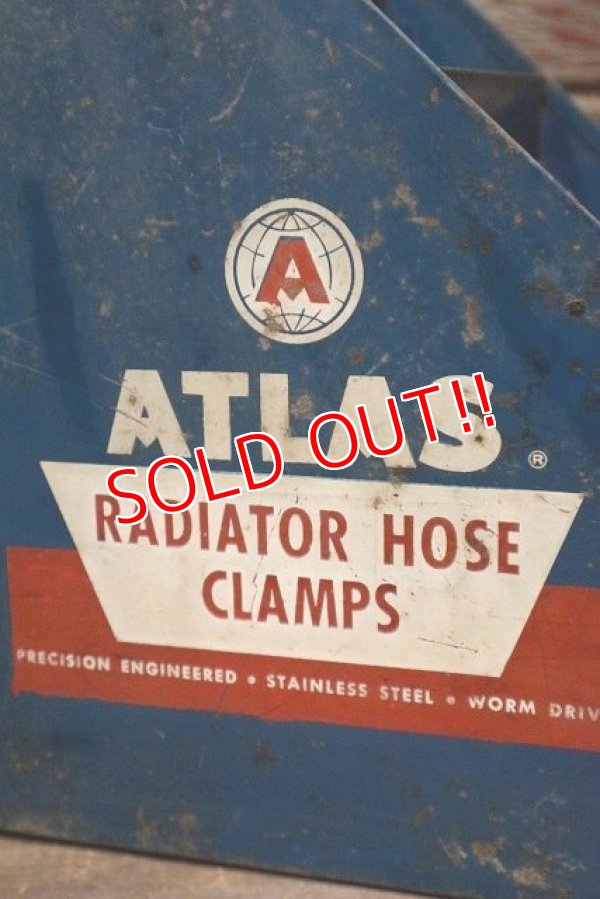 A
ATLAS ®
SOLD OUT!!
RADIATOR HOSE
CLAMPS
PRECISION ENGINEERED • STAINLESS STEEL • WORM DRIV